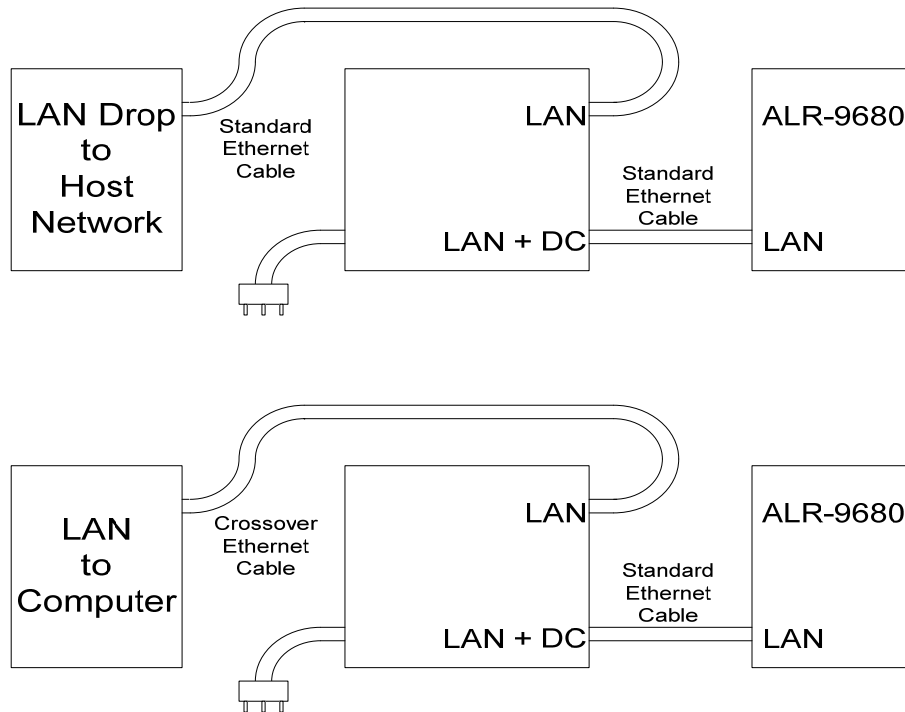 LAN Drop
to
Host
Network
Standard
Ethernet
Cable
LAN
LAN + DC
Standard
Ethernet
Cable
ALR-9680
LAN
LAN
to
Computer
Crossover
Ethernet
Cable
LAN
LAN + DC
Standard
Ethernet
Cable
ALR-9680
LAN